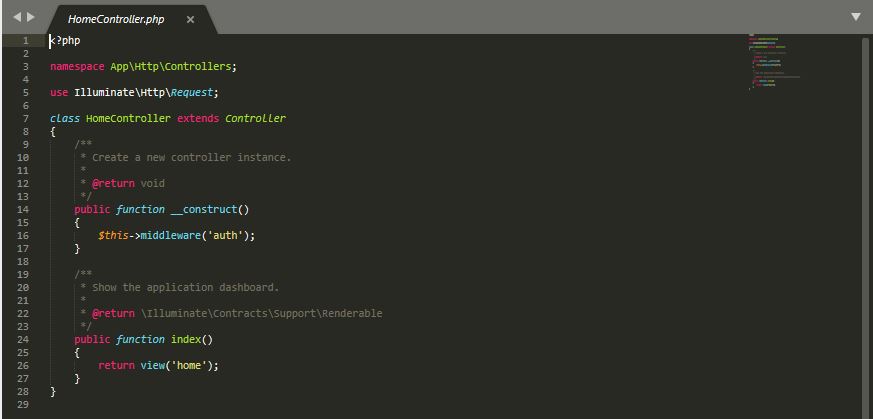 HomeController.php
1 <?php
2
3 namespace App\Http\Controllers;
4
5 use Illuminate\Http\Request;
6
7 class HomeController extends Controller
8 {
9     /**
10      * Create a new controller instance.
11      *
12      * @return void
13      */
14     public function __construct()
15     {
16         $this->middleware('auth');
17     }
18
19     /**
20      * Show the application dashboard.
21      *
22      * @return \Illuminate\Contracts\Support\Renderable
23      */
24     public function index()
25     {
26         return view('home');
27     }
28 }
29